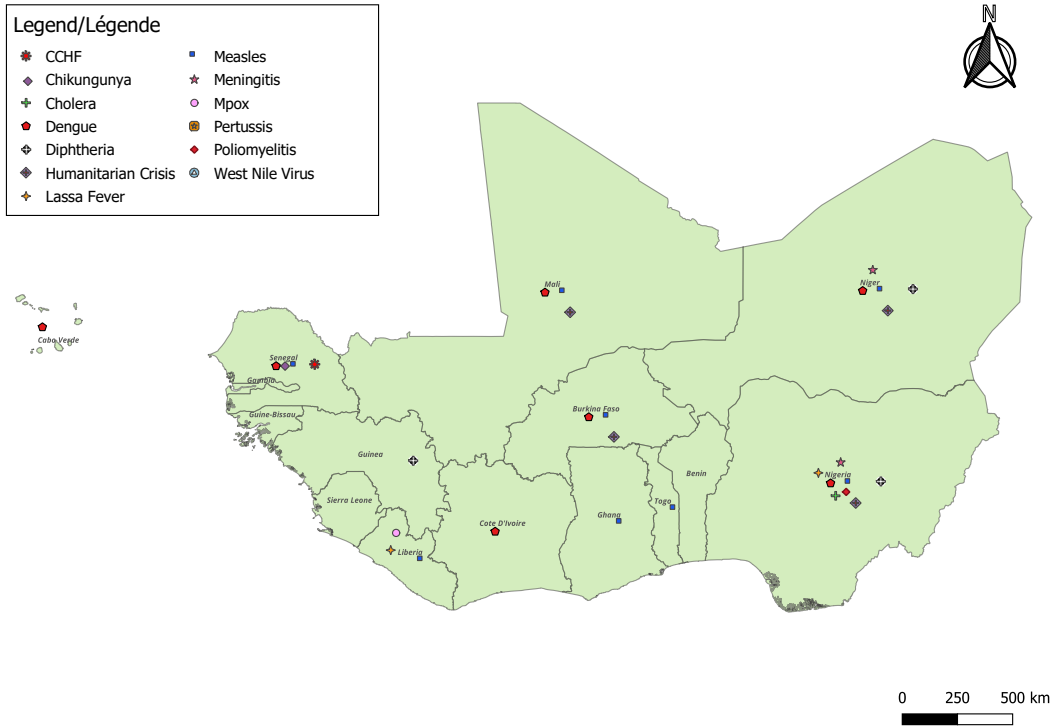 Legend/Légende
CCHF
Chikungunya
Cholera
Dengue
Diphtheria
Humanitarian Crisis
Lassa Fever
Measles
Meningitis
Mpox
Pertussis
Poliomyelitis
West Nile Virus
N
Mali
Niger
Cabo Verde
Senegal
Gambia
Guine-Bissau
Burkina Faso
Guinea
Benin
Nigeria
Sierra Leone
Togo
Ghana
Cote D'Ivoire
Liberia
0 250 500 km